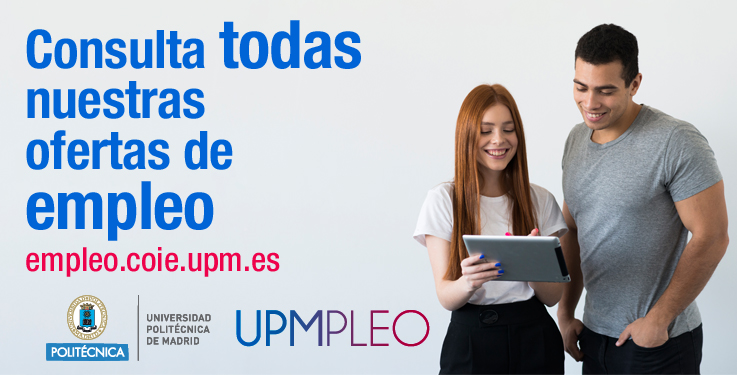 Consulta todas
nuestras
ofertas de
empleo
empleo.coie.upm.es
POLITÉCNICA
UNIVERSIDAD
POLITÉCNICA
DE MADRID
UPMPLEO